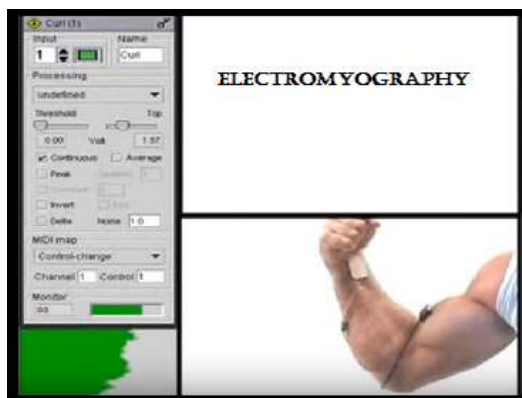 Curl (1)
Input
Name
1
Curl
Processing
undefined
Threshold
Top
0.00
Volt
1.57
Continuous
Average
Peak
Invert
Delta
Noise 1.0
MIDI map
Control-change
Channel 1
Control 1
Monitor
ELECTROMYOGRAPHY